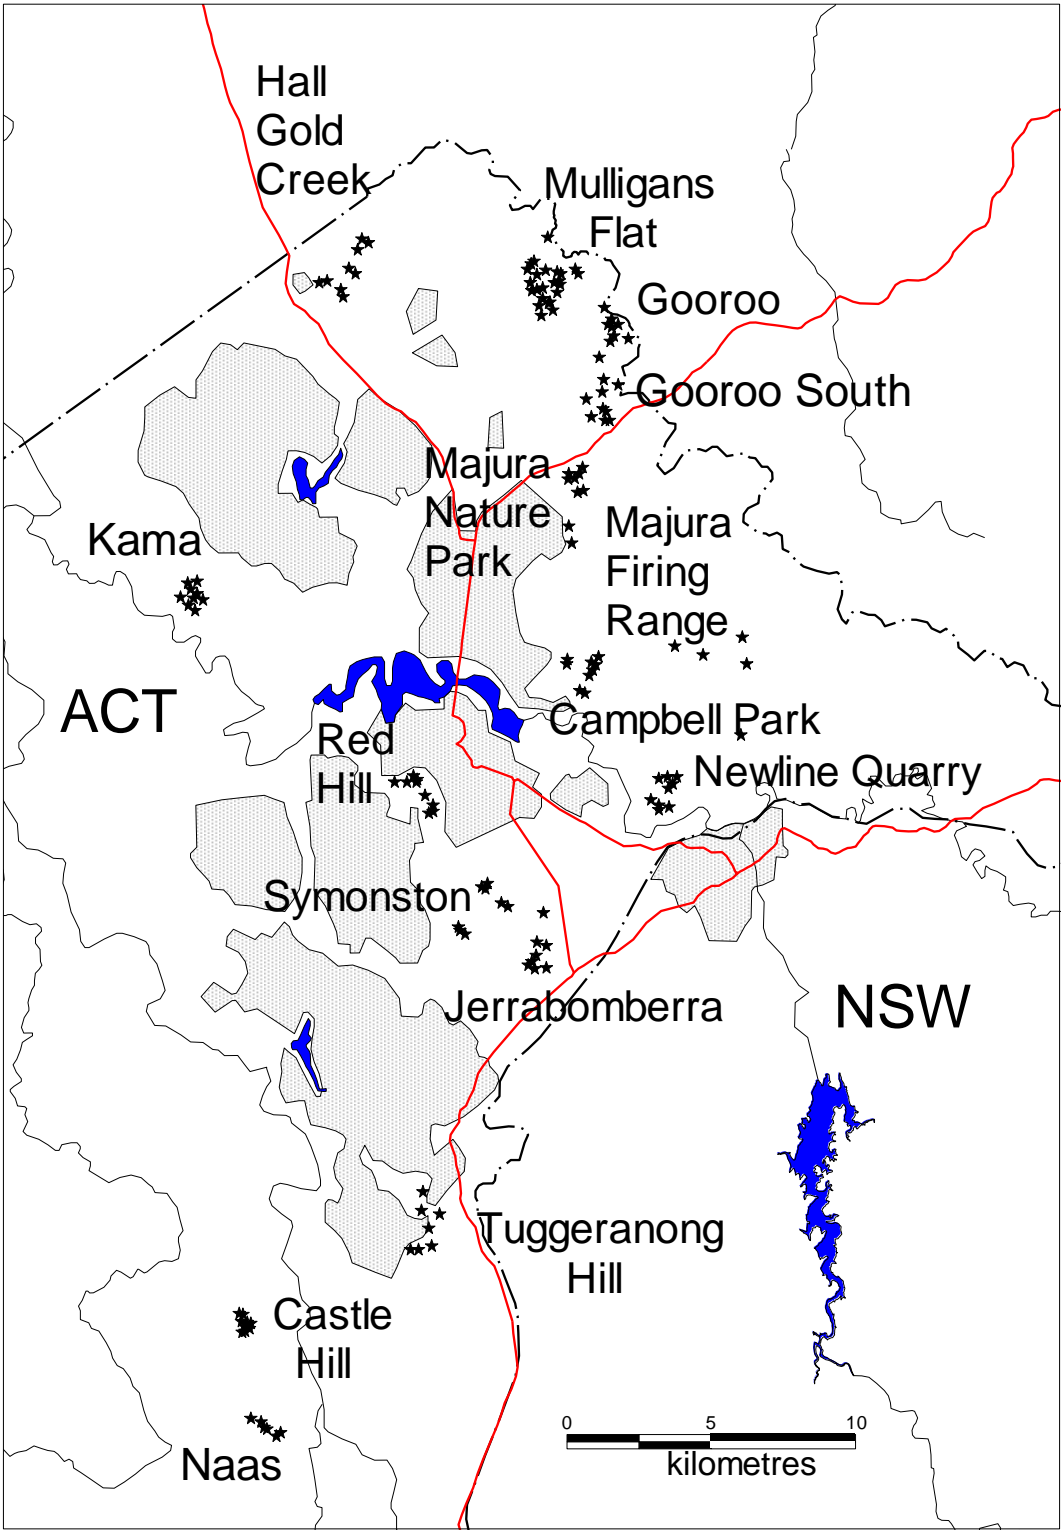 Hall
Gold
Creek
Mulligans
Flat
Gooroo
Gooroo South
Majura
Nature
Park
Majura
Firing
Range
Kama
ACT
Campbell Park
Red
Hill
Newline Quarry
Symonston
Jerrabomberra
NSW
Tuggeranong
Hill
Castle
Hill
Naas
0 5 10
kilometres